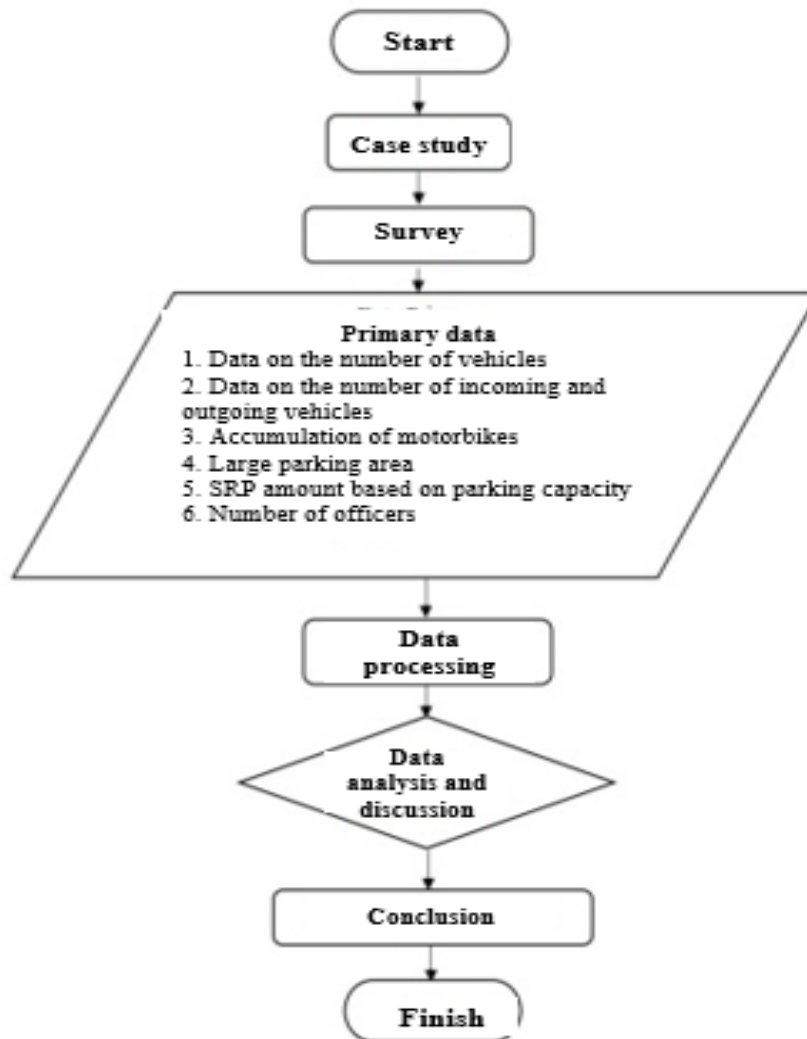 Start
Case study
Survey
Primary data
1. Data on the number of vehicles
2. Data on the number of incoming and
outgoing vehicles
3. Accumulation of motorbikes
4. Large parking area
5. SRP amount based on parking capacity
6. Number of officers
Data
processing
Data
analysis and
discussion
Conclusion
Finish